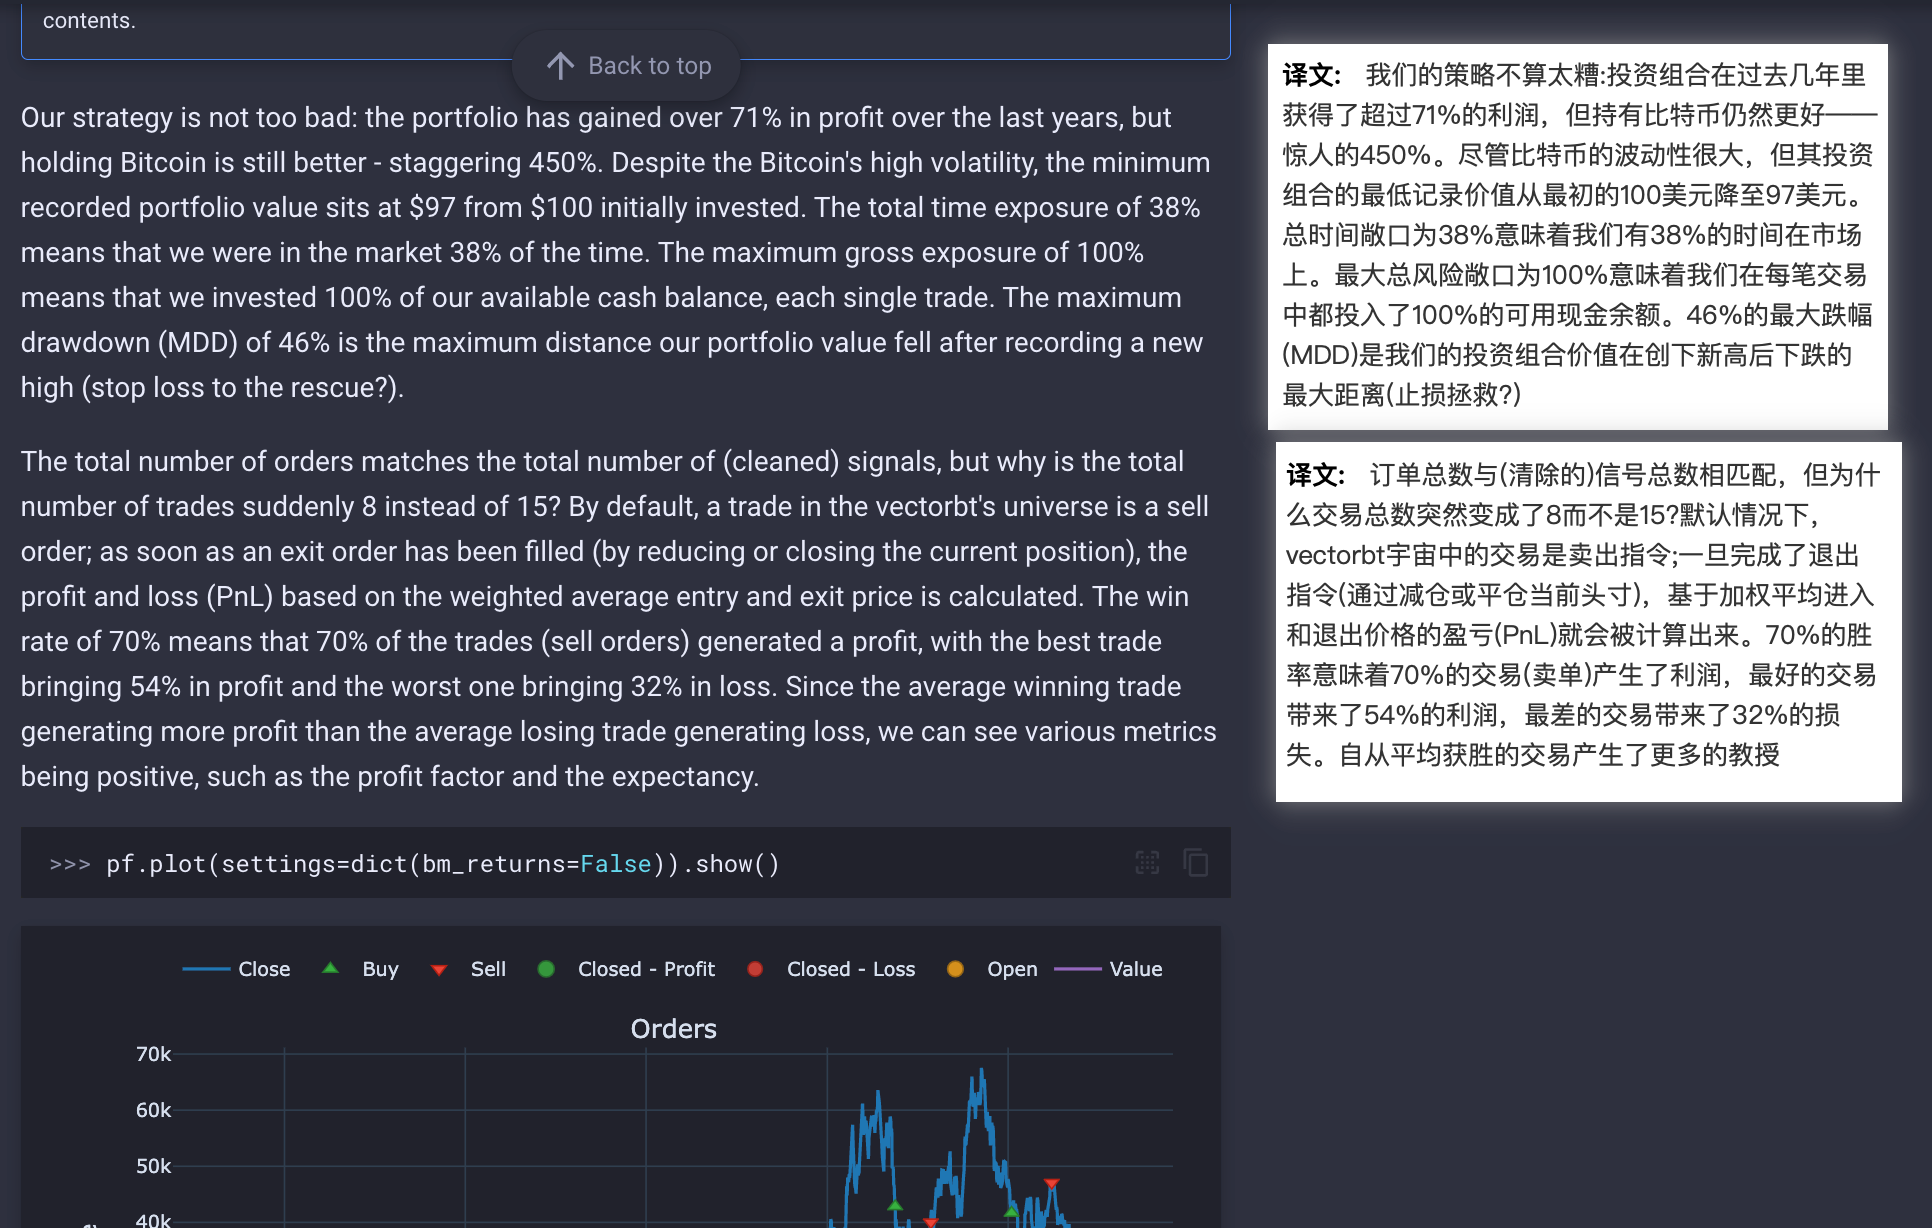 contents.
Back to top
Our strategy is not too bad: the portfolio has gained over 71% in profit over the last years, but
holding Bitcoin is still better - staggering 450%. Despite the Bitcoin's high volatility, the minimum
recorded portfolio value sits at $97 from $100 initially invested. The total time exposure of 38%
means that we were in the market 38% of the time. The maximum gross exposure of 100%
means that we invested 100% of our available cash balance, each single trade. The maximum
drawdown (MDD) of 46% is the maximum distance our portfolio value fell after recording a new
high (stop loss to the rescue?).
The total number of orders matches the total number of (cleaned) signals, but why is the total
number of trades suddenly 8 instead of 15? By default, a trade in the vectorbt's universe is a sell
order; as soon as an exit order has been filled (by reducing or closing the current position), the
profit and loss (PnL) based on the weighted average entry and exit price is calculated. The win
rate of 70% means that 70% of the trades (sell orders) generated a profit, with the best trade
bringing 54% in profit and the worst one bringing 32% in loss. Since the average winning trade
generating more profit than the average losing trade generating loss, we can see various metrics
being positive, such as the profit factor and the expectancy.
>>> pf.plot(settings=dict(bm_returns=False)).show()
Close Buy Sell Closed - Profit Closed - Loss Open Value
Orders
70k
60k
50k
40k
译文: 我们的策略不算太糟:投资组合在过去几年里
获得了超过71%的利润，但持有比特币仍然更好——
惊人的450%。尽管比特币的波动性很大，但其投资
组合的最低记录价值从最初的100美元降至97美元。
总时间敞口为38%意味着我们有38%的时间在市场
上。最大总风险敞口为100%意味着我们在每笔交易
中都投入了100%的可用现金余额。46%的最大跌幅
(MDD)是我们的投资组合价值在创下新高后下跌的
最大距离(止损拯救?)
译文: 订单总数与(清除的)信号总数相匹配，但为什
么交易总数突然变成了8而不是15?默认情况下，
vectorbt宇宙中的交易是卖出指令;一旦完成了退出
指令(通过减仓或平仓当前头寸)，基于加权平均进入
和退出价格的盈亏(PnL)就会被计算出来。70%的胜
率意味着70%的交易(卖单)产生了利润，最好的交易
带来了54%的利润，最差的交易带来了32%的损
失。自从平均获胜的交易产生了更多的教授